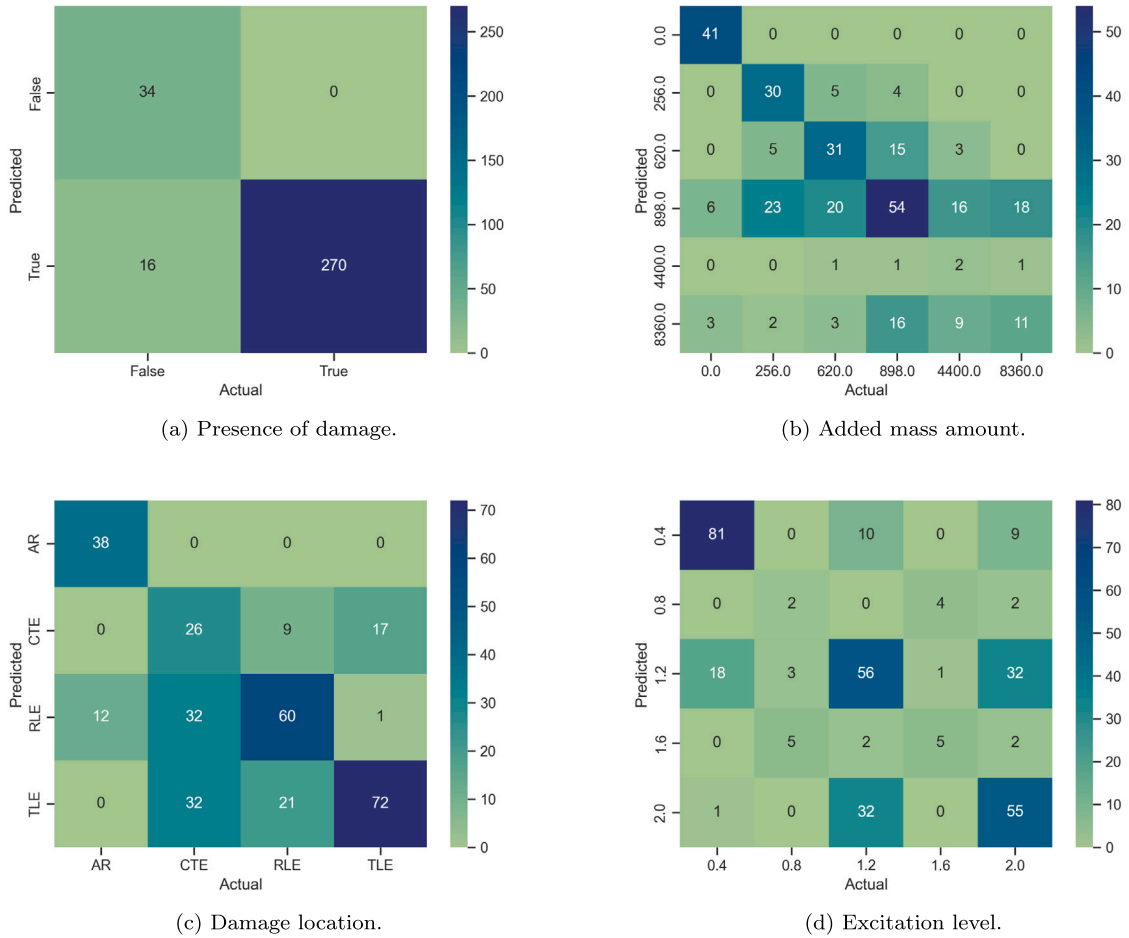 False
34
0
True
16
270
False
True
Predicted
Actual
250
200
150
100
50
0
(a) Presence of damage.
0.0
41 0 0 0 0 0
256.0
0 30 5 4 0 0
620.0
0 5 31 15 3 0
898.0
6 23 20 54 16 18
4400.0
0 0 1 1 2 1
8360.0
3 2 3 16 9 11
0.0 256.0 620.0 898.0 4400.0 8360.0
Predicted
Actual
50
40
30
20
10
0
(b) Added mass amount.
AR
38 0 0 0
CTE
0 26 9 17
RLE
12 32 60 1
TLE
0 32 21 72
AR CTE RLE TLE
Predicted
Actual
70
60
50
40
30
20
10
0
(c) Damage location.
0.4
81 0 10 0 9
0.8
0 2 0 4 2
1.2
18 3 56 1 32
1.6
0 5 2 5 2
2.0
1 0 32 0 55
0.4 0.8 1.2 1.6 2.0
Predicted
Actual
80
70
60
50
40
30
20
10
0
(d) Excitation level.